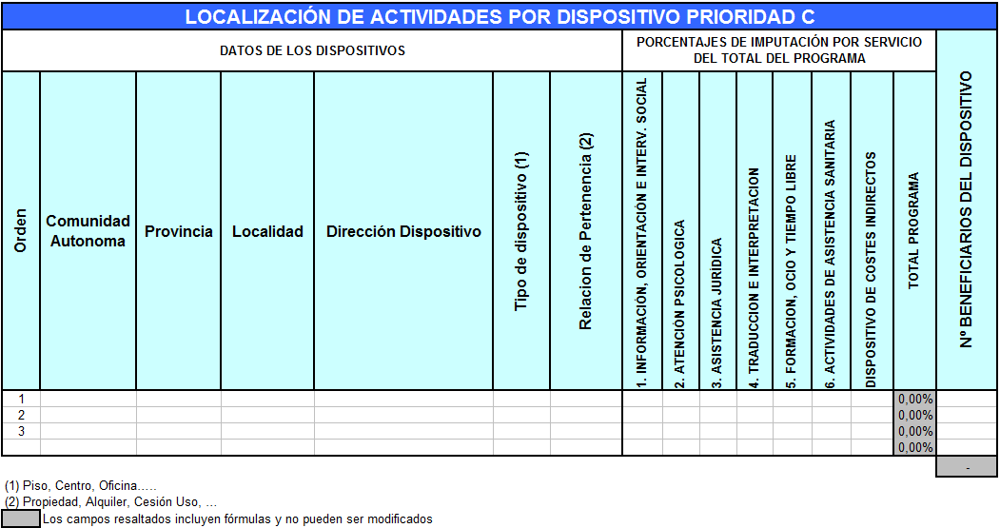 LOCALIZACIÓN DE ACTIVIDADES POR DISPOSITIVO PRIORIDAD C
DATOS DE LOS DISPOSITIVOS
PORCENTAJES DE IMPUTACIÓN POR SERVICIO
DEL TOTAL DEL PROGRAMA
Orden
Comunidad
Autonoma
Provincia
Localidad
Dirección Dispositivo
Tipo de dispositivo (1)
Relacion de Pertenencia (2)
1. INFORMACIÓN, ORIENTACIÓN E INTERV. SOCIAL
2. ATENCIÓN PSICOLOGICA
3. ASISTENCIA JURÍDICA
4. TRADUCCION E INTERPRETACION
5. FORMACION, OCIO Y TIEMPO LIBRE
6. ACTIVIDADES DE ASISTENCIA SANITARIA
DISPOSITIVO DE COSTES INDIRECTOS
TOTAL PROGRAMA
Nº BENEFICIARIOS DEL DISPOSITIVO
1 0,00%
2 0,00%
3 0,00%
0,00%
-
(1) Piso, Centro, Oficina…..
(2) Propiedad, Alquiler, Cesión Uso, …
Los campos resaltados incluyen fórmulas y no pueden ser modificados